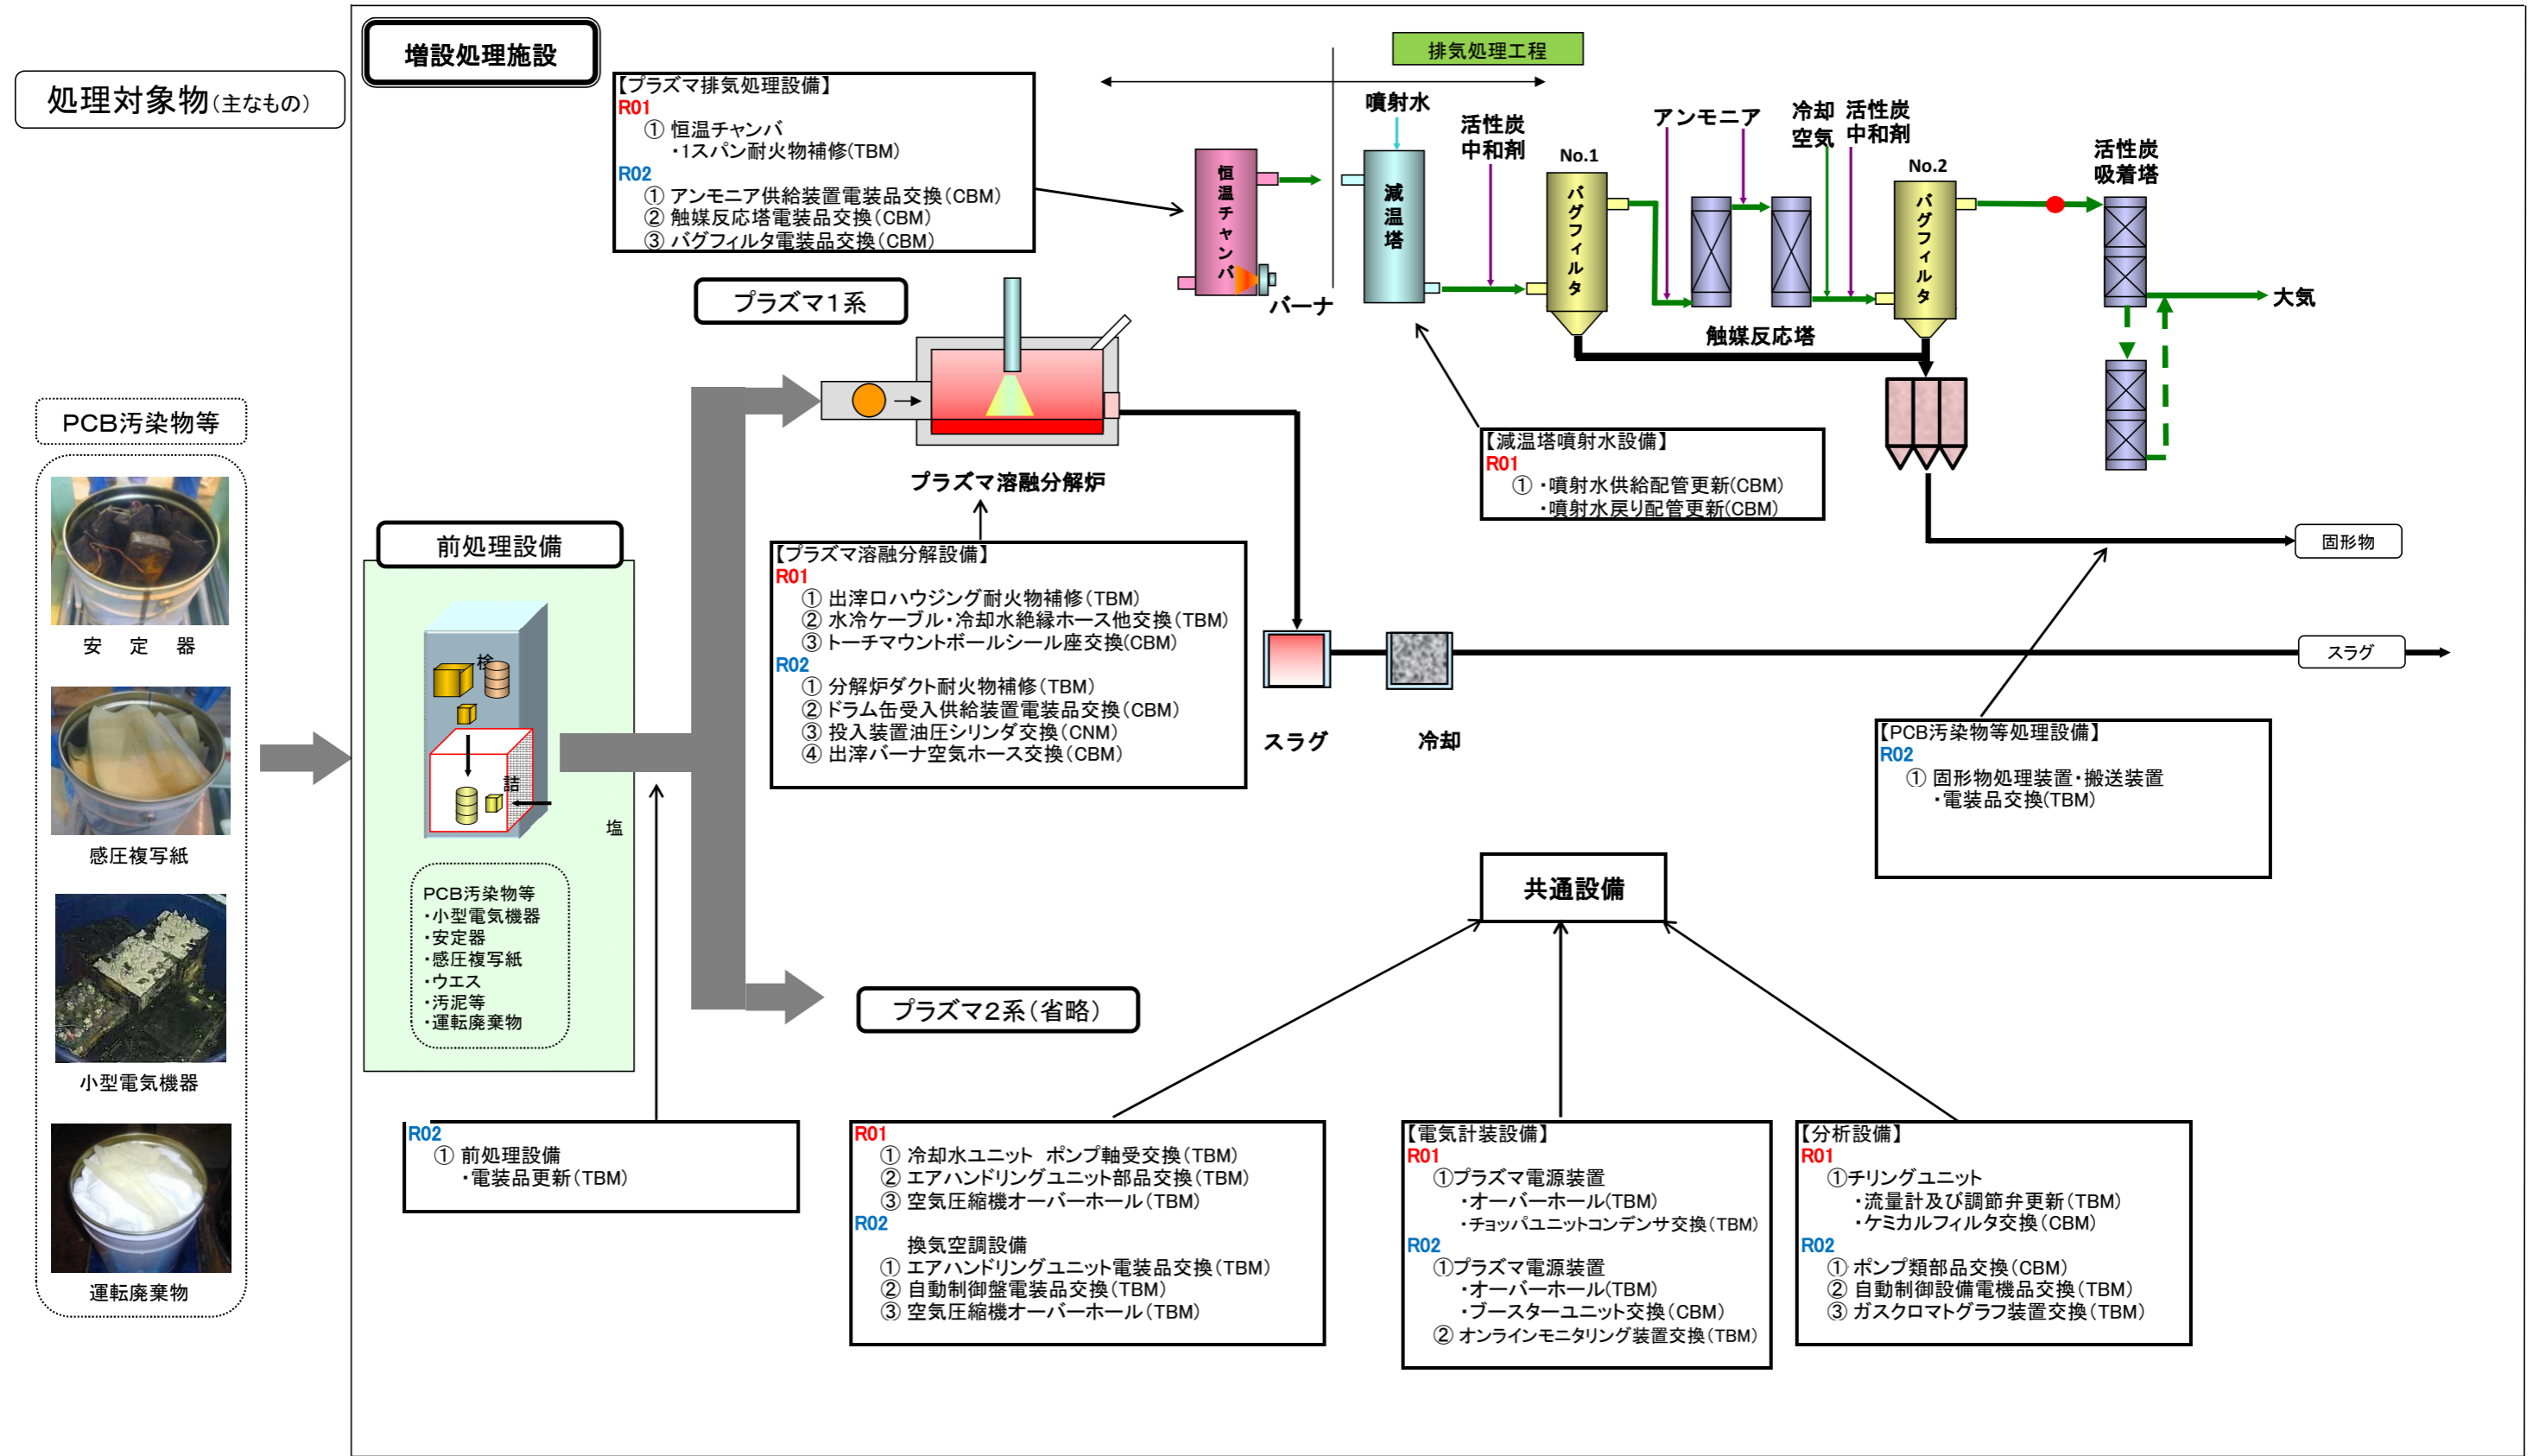 処理対象物(主なもの)
増設処理施設
排気処理工程
【プラズマ排気処理設備】
R01
① 恒温チャンバ
・1スパン耐火物補修(TBM)
R02
① アンモニア供給装置電装品交換(CBM)
② 触媒反応塔電装品交換(CBM)
③ バグフィルタ電装品交換(CBM)
恒温チャンバ
バーナ
噴射水
減温塔
活性炭
中和剤
No.1
バグフィルタ
アンモニア
触媒反応塔
冷却
空気
活性炭
中和剤
No.2
バグフィルタ
活性炭
吸着塔
大気
プラズマ1系
プラズマ溶融分解炉
【減温塔噴射水設備】
R01
① ・噴射水供給配管更新(CBM)
・噴射水戻り配管更新(CBM)
固形物
スラグ
PCB汚染物等
安 定 器
感圧複写紙
小型電気機器
運転廃棄物
前処理設備
検
詰
塩
PCB汚染物等
・小型電気機器
・安定器
・感圧複写紙
・ウエス
・汚泥等
・運転廃棄物
【プラズマ溶融分解設備】
R01
① 出滓口ハウジング耐火物補修(TBM)
② 水冷ケーブル・冷却水絶縁ホース他交換(TBM)
③ トーチマウントボールシール座交換(CBM)
R02
① 分解炉ダクト耐火物補修(TBM)
② ドラム缶受入供給装置電装品交換(CBM)
③ 投入装置油圧シリンダ交換(CNM)
④ 出滓バーナ空気ホース交換(CBM)
スラグ
冷却
【PCB汚染物等処理設備】
R02
① 固形物処理装置・搬送装置
・電装品交換(TBM)
共通設備
プラズマ2系(省略)
R02
① 前処理設備
・電装品更新(TBM)
R01
① 冷却水ユニット ポンプ軸受交換(TBM)
② エアハンドリングユニット部品交換(TBM)
③ 空気圧縮機オーバーホール(TBM)
R02
換気空調設備
① エアハンドリングユニット電装品交換(TBM)
② 自動制御盤電装品交換(TBM)
③ 空気圧縮機オーバーホール(TBM)
【電気計装設備】
R01
①プラズマ電源装置
・オーバーホール(TBM)
・チョッパユニットコンデンサ交換(TBM)
R02
①プラズマ電源装置
・オーバーホール(TBM)
・ブースターユニット交換(CBM)
② オンラインモニタリング装置交換(TBM)
【分析設備】
R01
①チリングユニット
・流量計及び調節弁更新(TBM)
・ケミカルフィルタ交換(CBM)
R02
① ポンプ類部品交換(CBM)
② 自動制御設備電機品交換(TBM)
③ ガスクロマトグラフ装置交換(TBM)